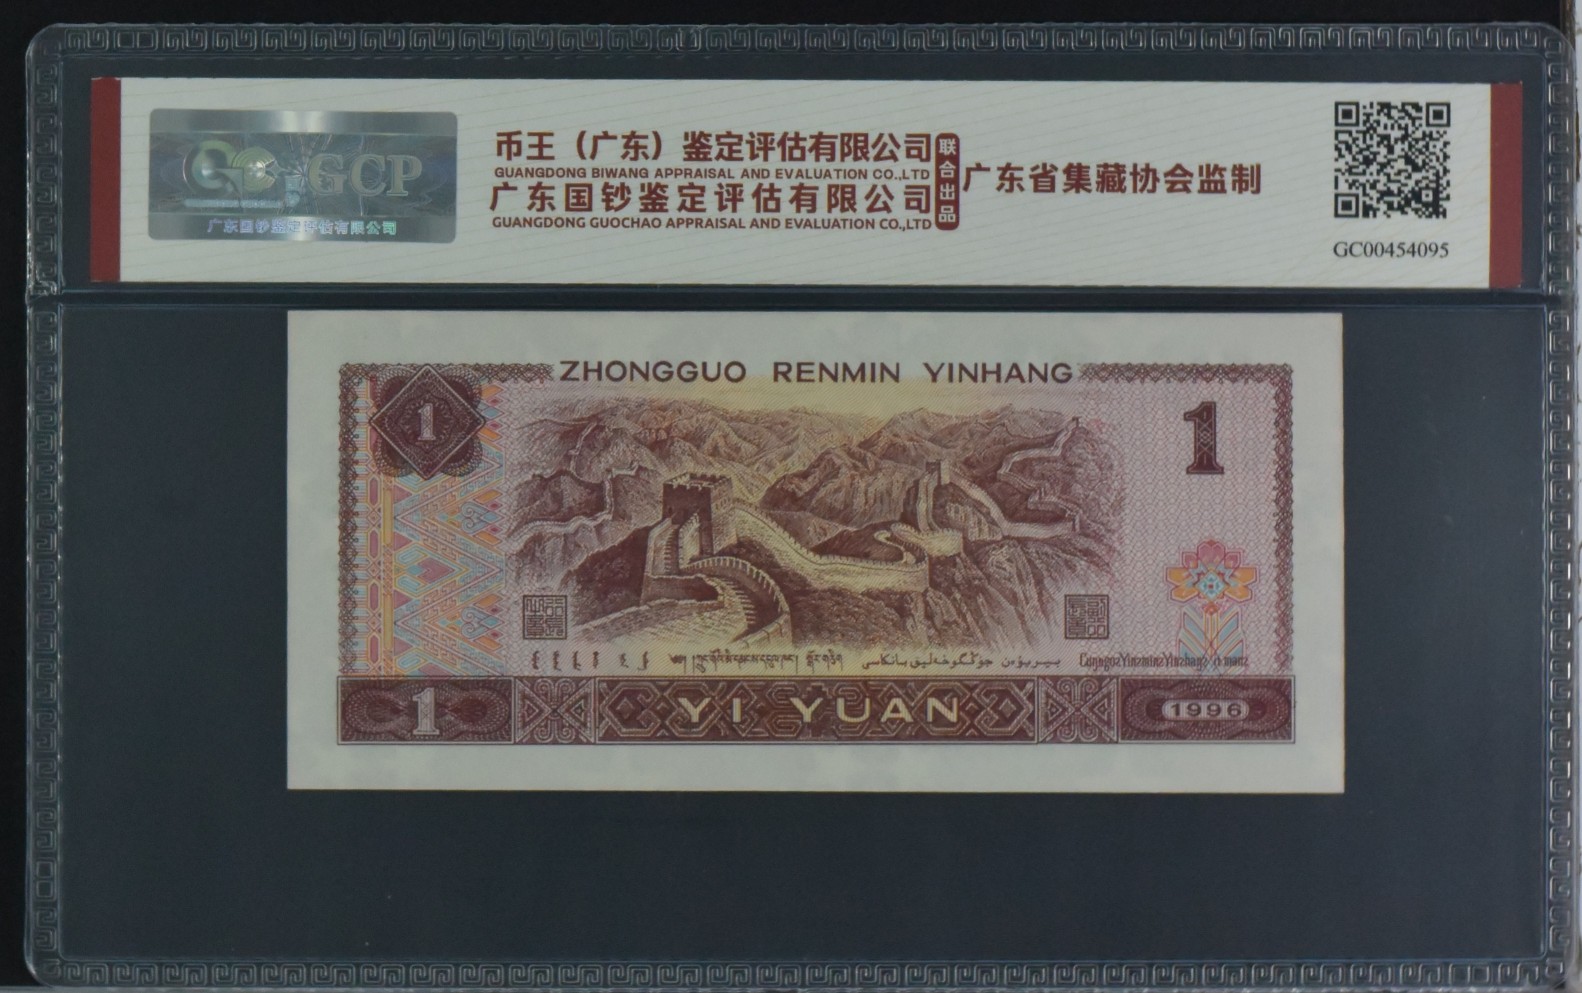 GCP
广东国钞鉴定评估有限公司
币王（广东）鉴定评估有限公司
GUANGDONG BIWANG APPRAISAL AND EVALUATION CO.,LTD
广东国钞鉴定评估有限公司
GUANGDONG GUOCHAO APPRAISAL AND EVALUATION CO.,LTD
联合出品
广东省集藏协会监制
GC00454095
ZHONGGUO RENMIN YINHANG
1
1
1
YI YUAN
1996